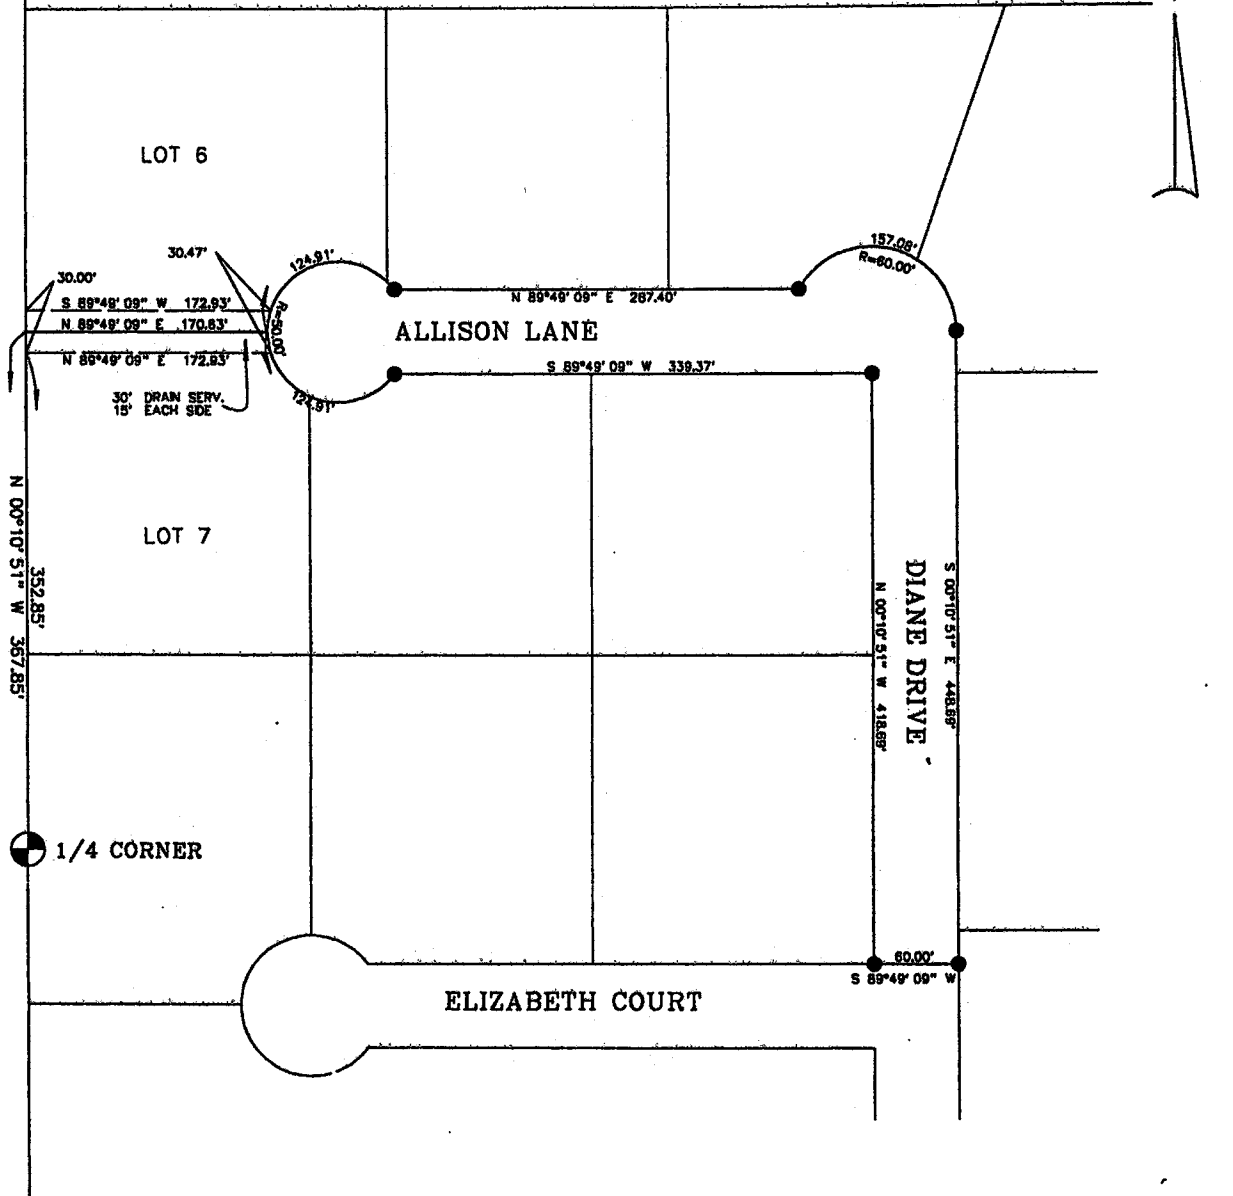 LOT 6
157.08'
R=60.00'
30.47'
124.91'
30.00'
S 89°49' 09" W 172.93'
N 89°49' 09" E 287.40'
R=50.00'
N 89°49' 09" E 170.63'
ALLISON LANE
N 89°49' 09" E 172.93'
S 89°49' 09" W 339.37'
30' DRAIN SERV.
15' EACH SIDE
124.91'
LOT 7
N 00°10' 51" W 367.85'
352.85'
N 00°10' 51" W 418.69'
DIANE DRIVE
S 00°10' 51" E 448.69'
1/4 CORNER
60.00'
S 89°49' 09" W
ELIZABETH COURT